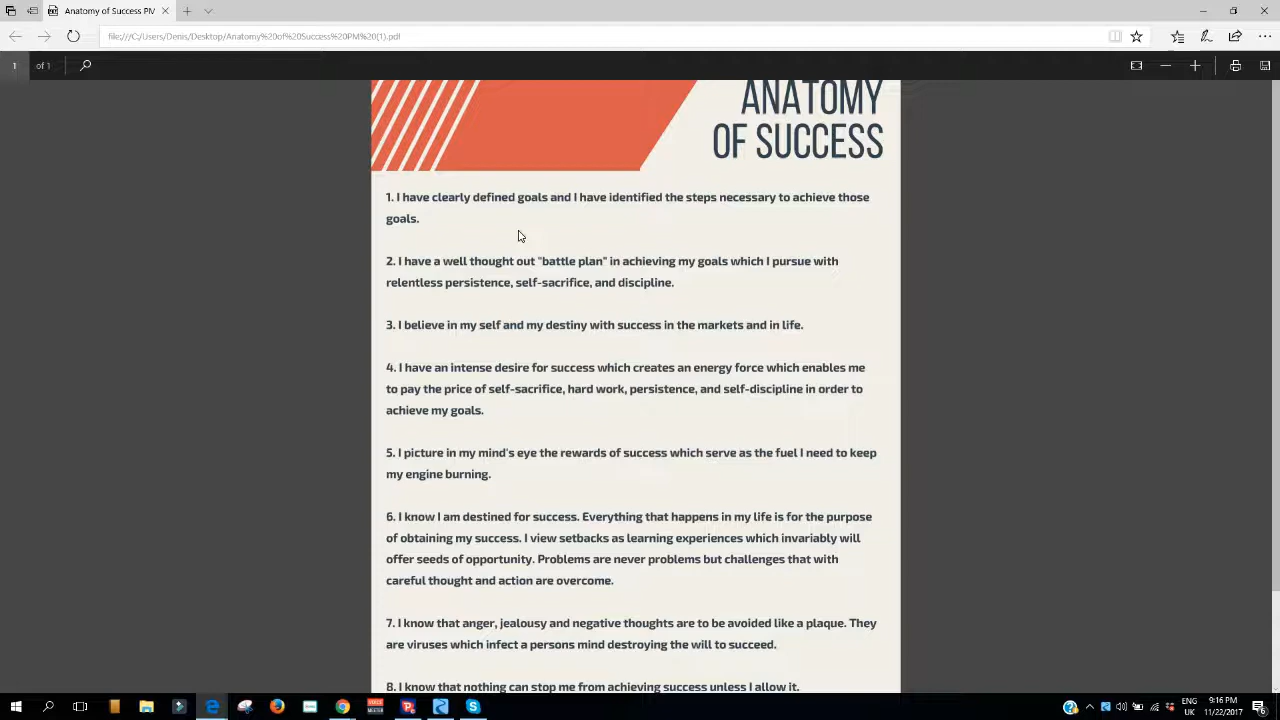 Anatomy of Success PM
file:///C:/Users/Denis/Desktop/Anatomy%20of%20Success%20PM%20(1).pdf
1 of 1
ANATOMY
OF SUCCESS
1. I have clearly defined goals and I have identified the steps necessary to achieve those
goals.
2. I have a well thought out "battle plan" in achieving my goals which I pursue with
relentless persistence, self-sacrifice, and discipline.
3. I believe in my self and my destiny with success in the markets and in life.
4. I have an intense desire for success which creates an energy force which enables me
to pay the price of self-sacrifice, hard work, persistence, and self-discipline in order to
achieve my goals.
5. I picture in my mind's eye the rewards of success which serve as the fuel I need to keep
my engine burning.
6. I know I am destined for success. Everything that happens in my life is for the purpose
of obtaining my success. I view setbacks as learning experiences which invariably will
offer seeds of opportunity. Problems are never problems but challenges that with
careful thought and action are overcome.
7. I know that anger, jealousy and negative thoughts are to be avoided like a plaque. They
are viruses which infect a persons mind destroying the will to succeed.
8. I know that nothing can stop me from achieving success unless I allow it.
ENG 9:16 PM
UK 11/22/2017